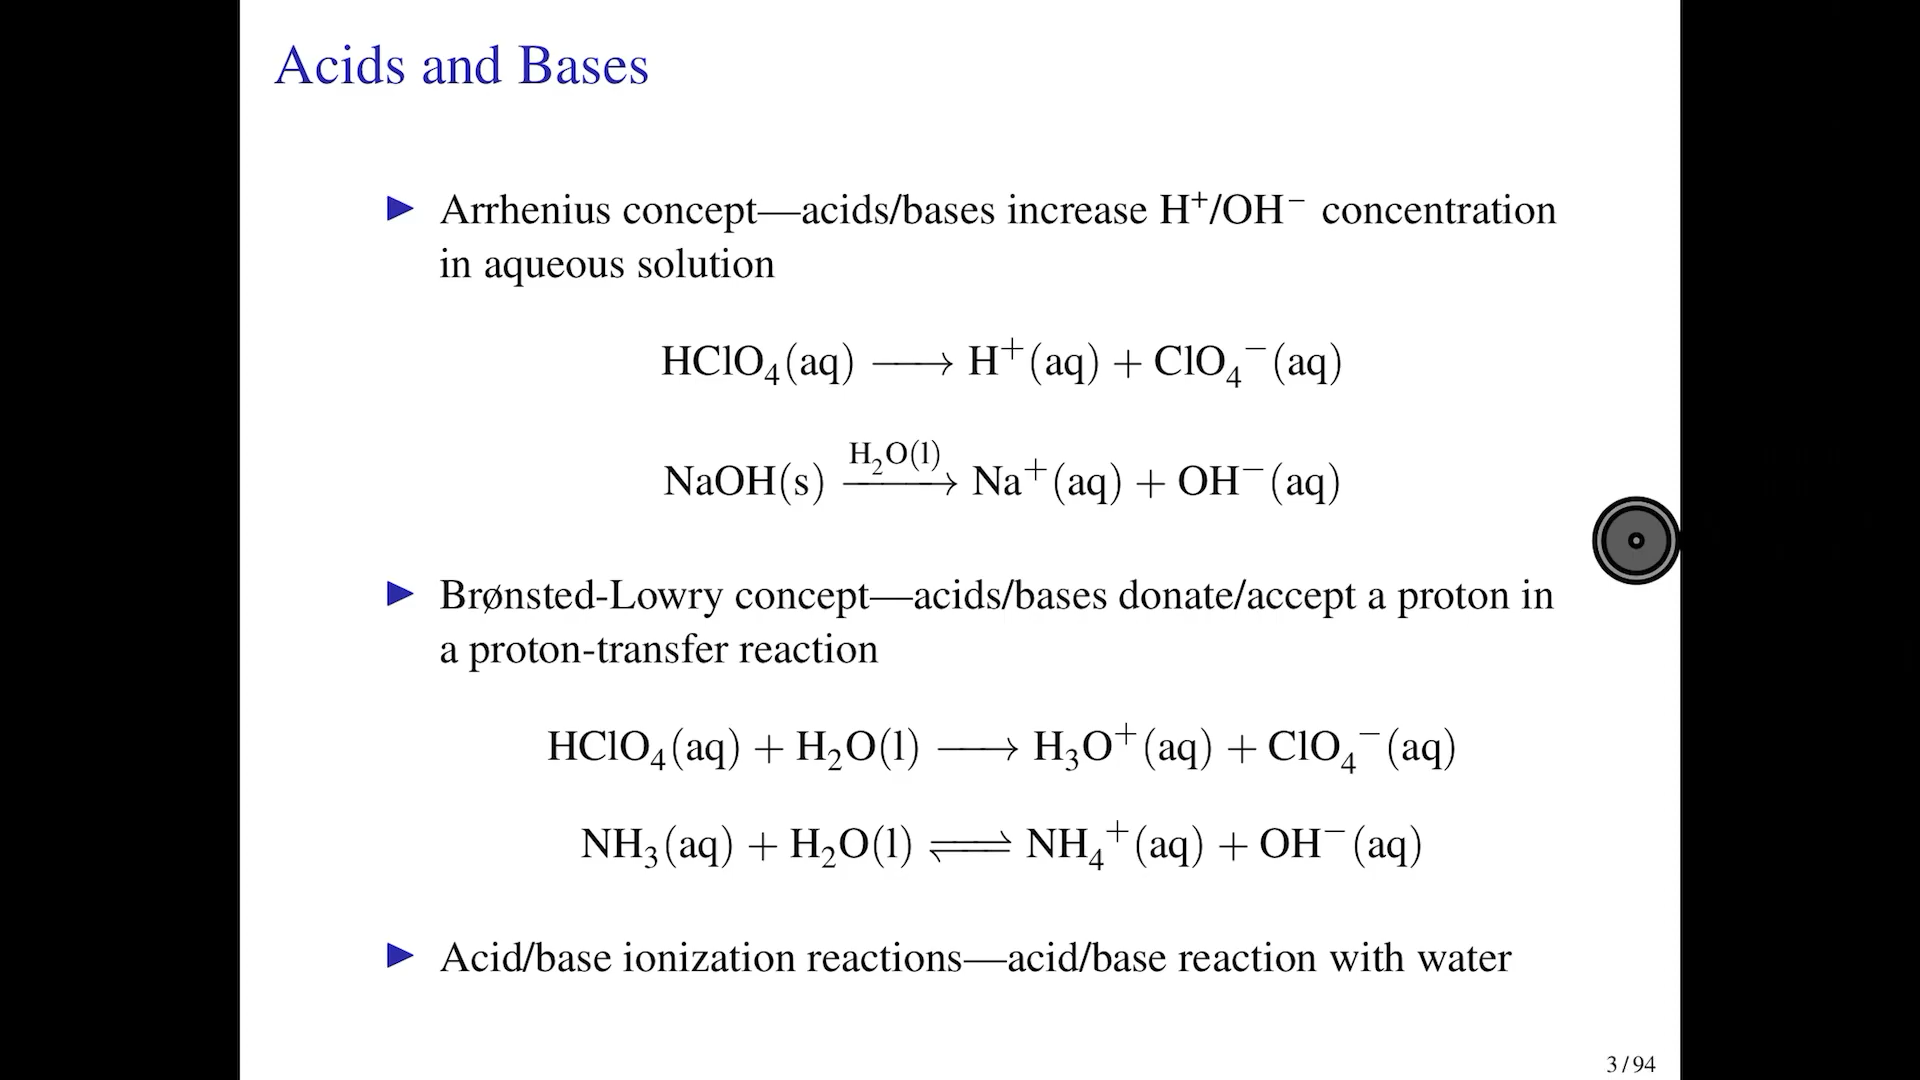 Acids and Bases
▶ Arrhenius concept—acids/bases increase H⁺/OH⁻ concentration
in aqueous solution
HClO₄(aq) ⟶ H⁺(aq) + ClO₄⁻(aq)
NaOH(s) —H₂O(l)→ Na⁺(aq) + OH⁻(aq)
▶ Brønsted-Lowry concept—acids/bases donate/accept a proton in
a proton-transfer reaction
HClO₄(aq) + H₂O(l) ⟶ H₃O⁺(aq) + ClO₄⁻(aq)
NH₃(aq) + H₂O(l) ⇌ NH₄⁺(aq) + OH⁻(aq)
▶ Acid/base ionization reactions—acid/base reaction with water
3 / 94